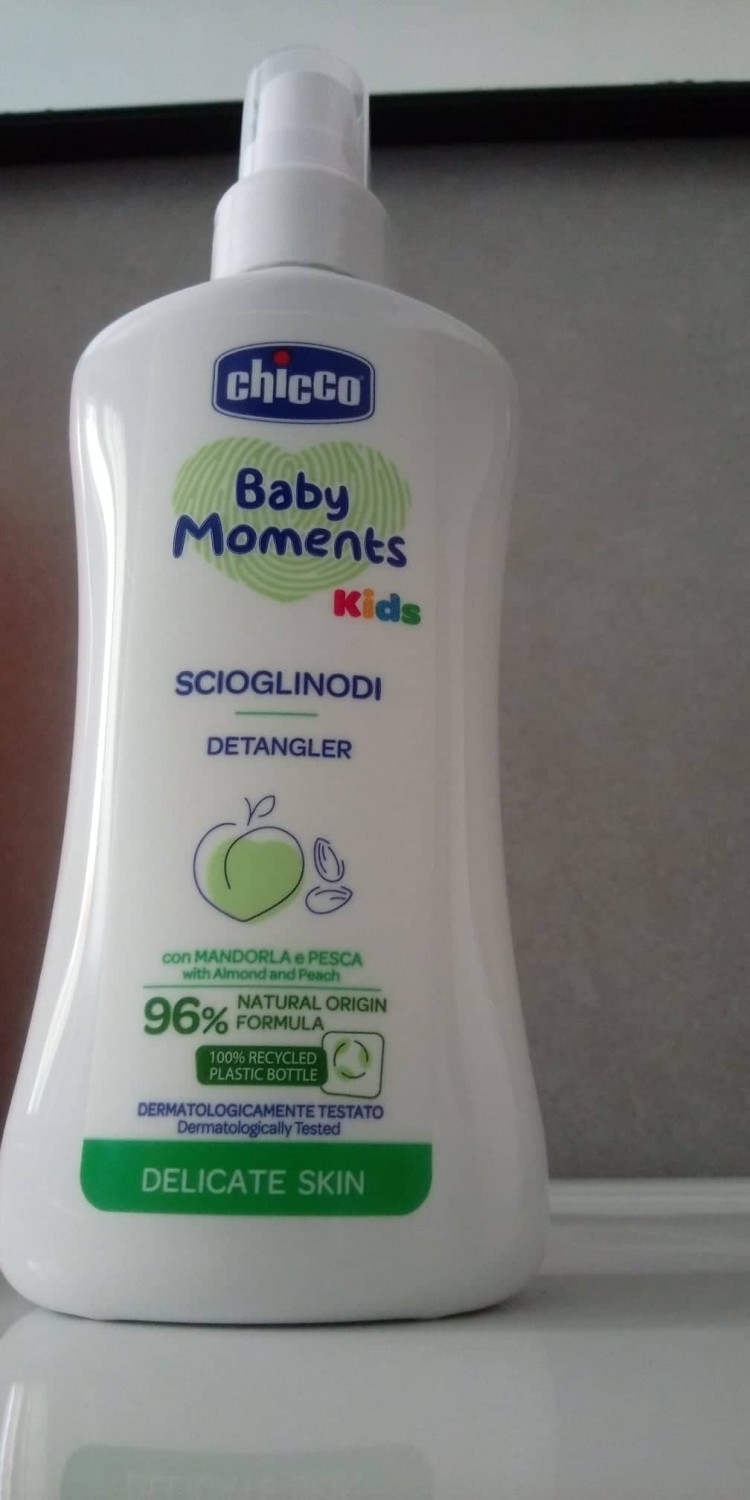 chicco
Baby
Moments
Kids
SCIOGLINODI
DETANGLER
con MANDORLA e PESCA
with Almond and Peach
96% NATURAL ORIGIN
FORMULA
100% RECYCLED
PLASTIC BOTTLE
DERMATOLOGICAMENTE TESTATO
Dermatologically Tested
DELICATE SKIN